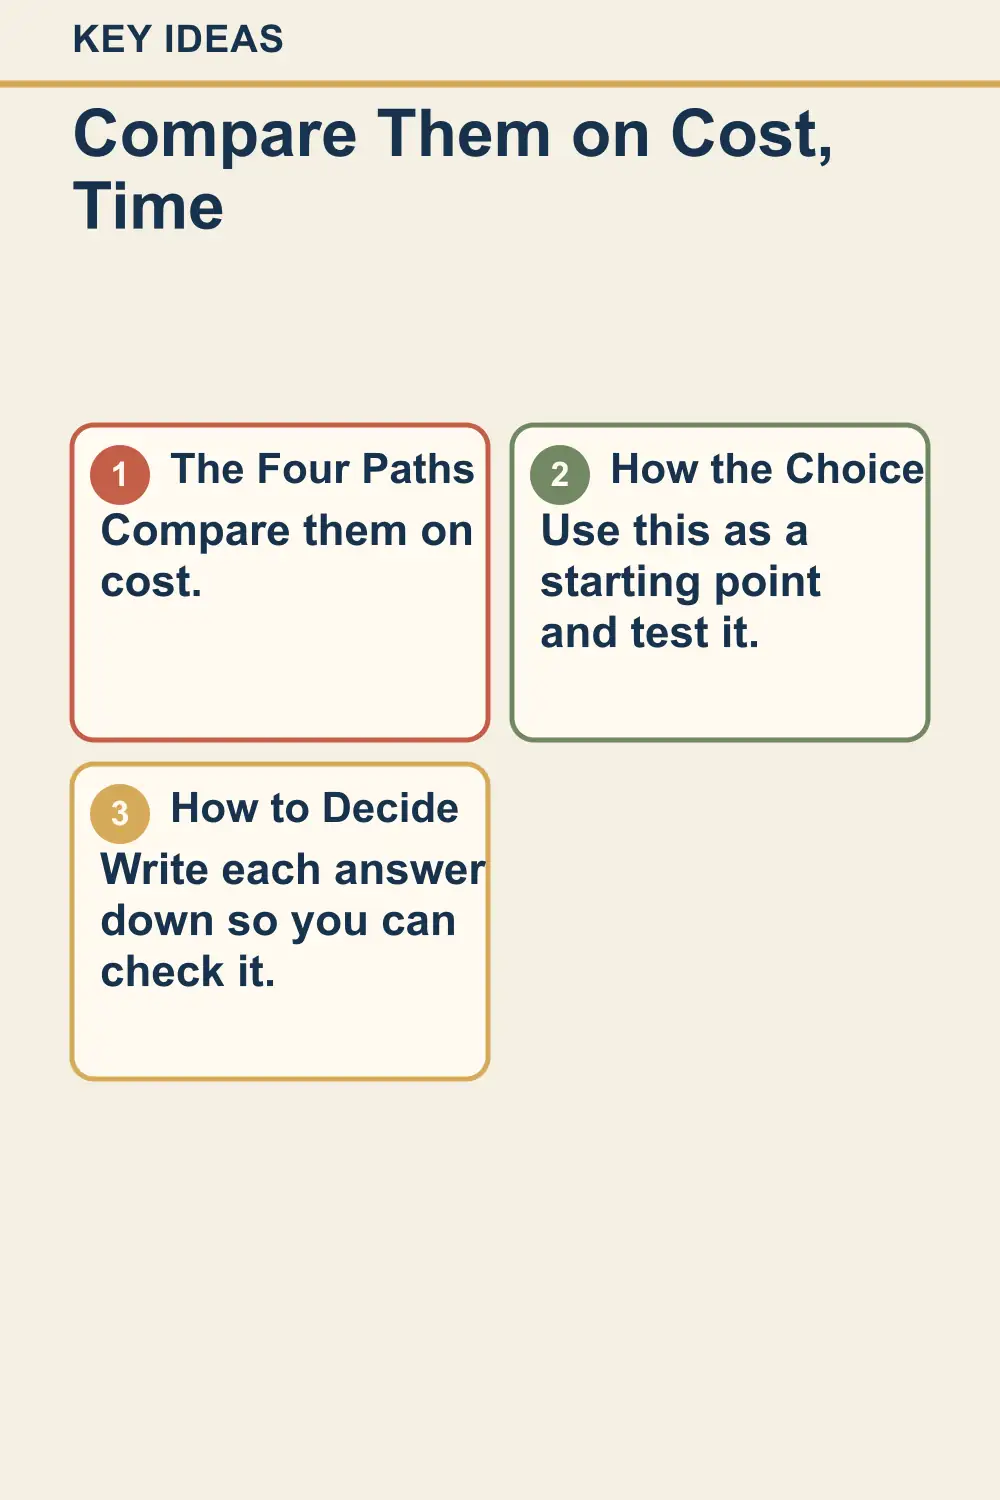 KEY IDEAS
Compare Them on Cost,
Time
1 The Four Paths
Compare them on
cost.
2 How the Choice
Use this as a
starting point
and test it.
3 How to Decide
Write each answer
down so you can
check it.